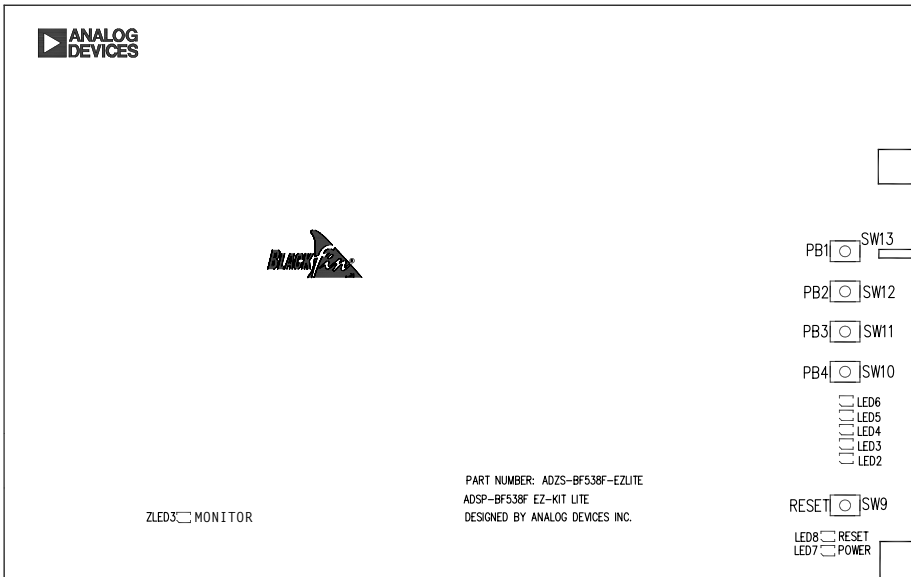 ANALOG
DEVICES
BLACKfin®
PB1 SW13
PB2 SW12
PB3 SW11
PB4 SW10
LED6
LED5
LED4
LED3
LED2
PART NUMBER: ADZS-BF538F-EZLITE
ADSP-BF538F EZ-KIT LITE
DESIGNED BY ANALOG DEVICES INC.
ZLED3 MONITOR
RESET SW9
LED8 RESET
LED7 POWER